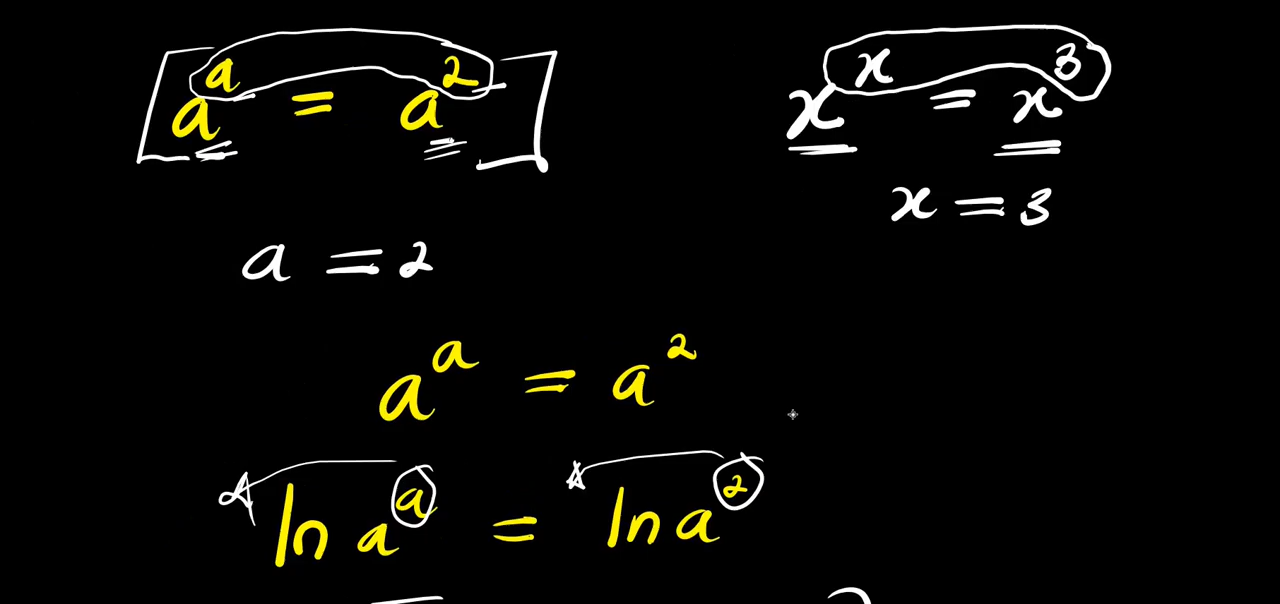 a^a = a^2
x^x = x^3
x = 3
a = 2
a^a = a^2
ln a^a = ln a^2